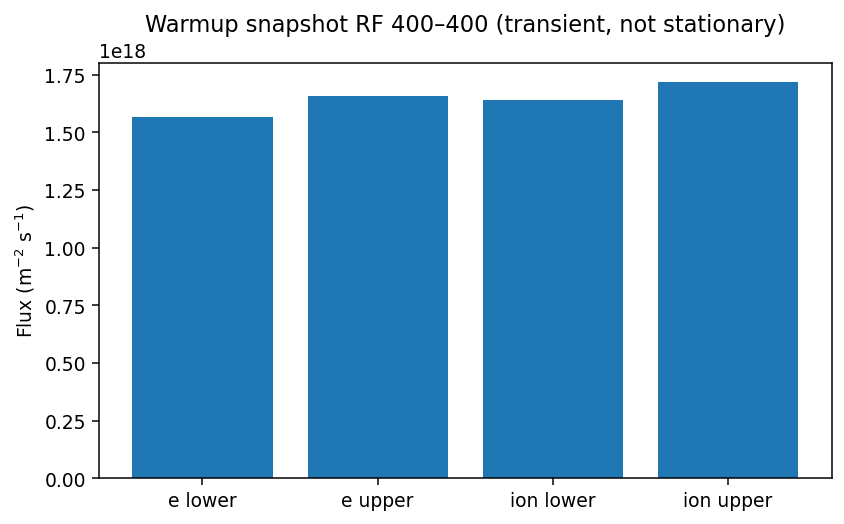 Warmup snapshot RF 400–400 (transient, not stationary)
1e18
1.75
1.50
1.25
1.00
0.75
0.50
0.25
0.00
Flux (m⁻² s⁻¹)
e lower
e upper
ion lower
ion upper